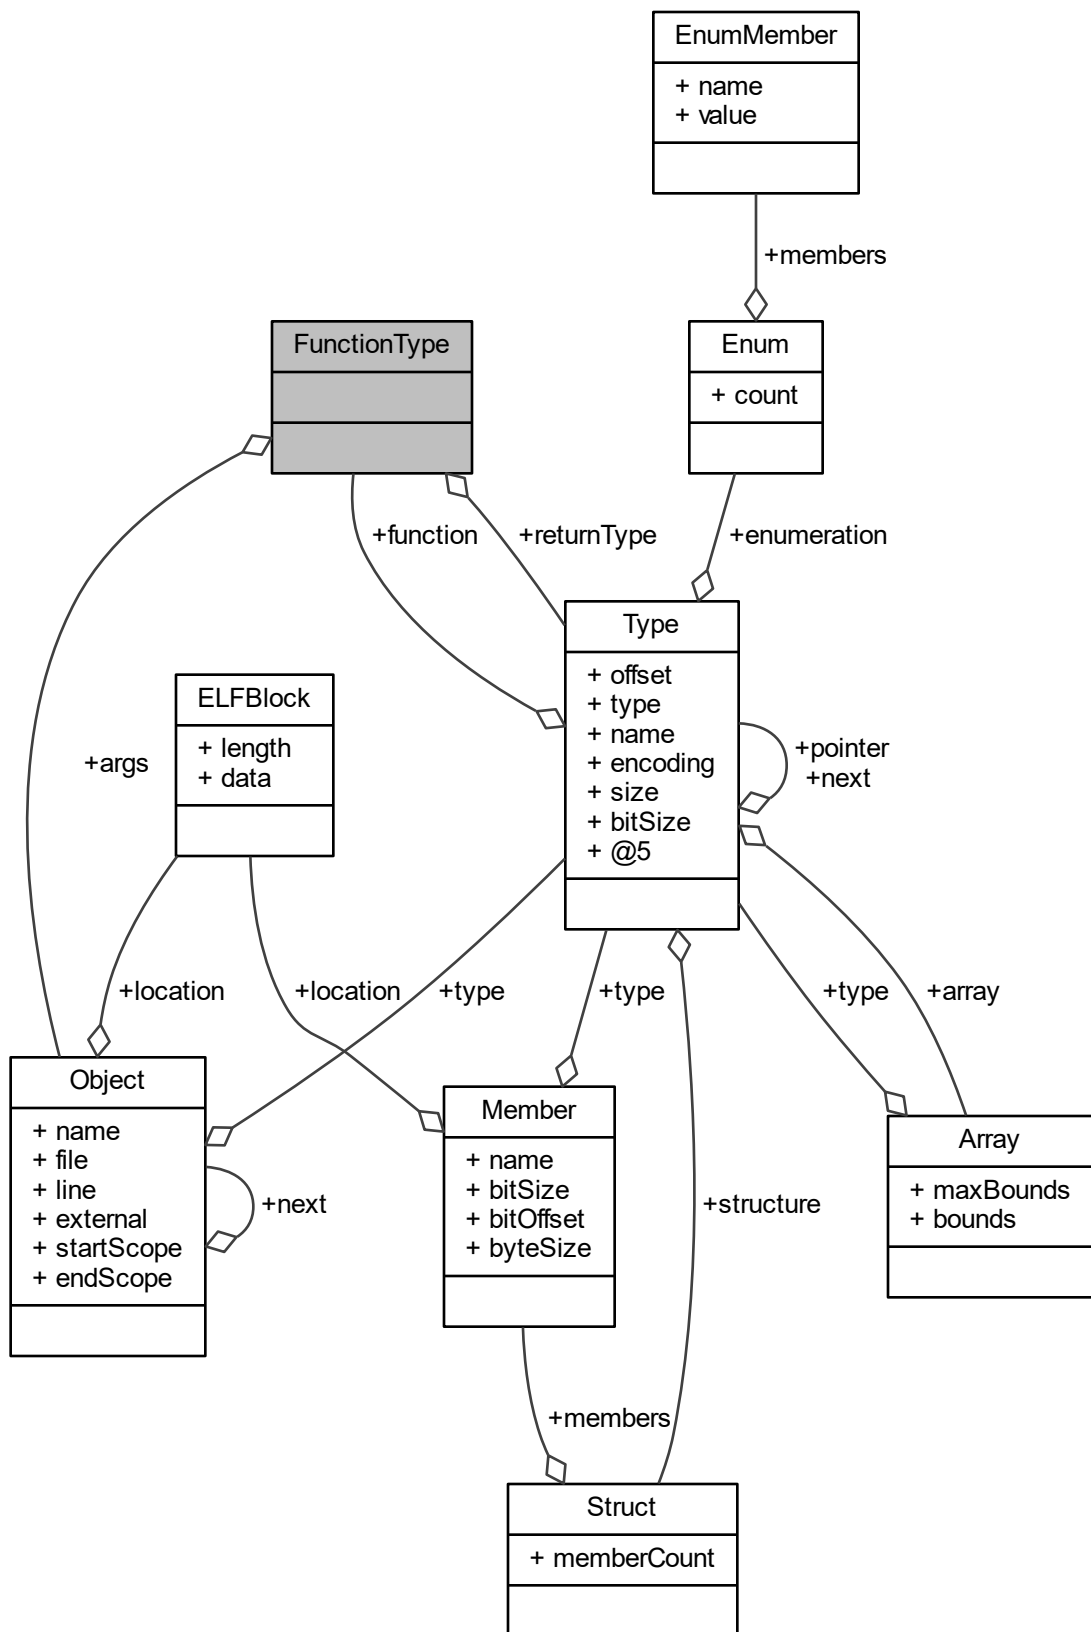 EnumMember
+ name
+ value
+members
FunctionType
Enum
+ count
+function
+returnType
+enumeration
Type
+ offset
+ type
+ name
+ encoding
+ size
+ bitSize
+ @5
+pointer
+next
ELFBlock
+ length
+ data
+args
+location
+location
+type
+type
+type
+array
Object
+ name
+ file
+ line
+ external
+ startScope
+ endScope
+next
Member
+ name
+ bitSize
+ bitOffset
+ byteSize
+structure
Array
+ maxBounds
+ bounds
+members
Struct
+ memberCount